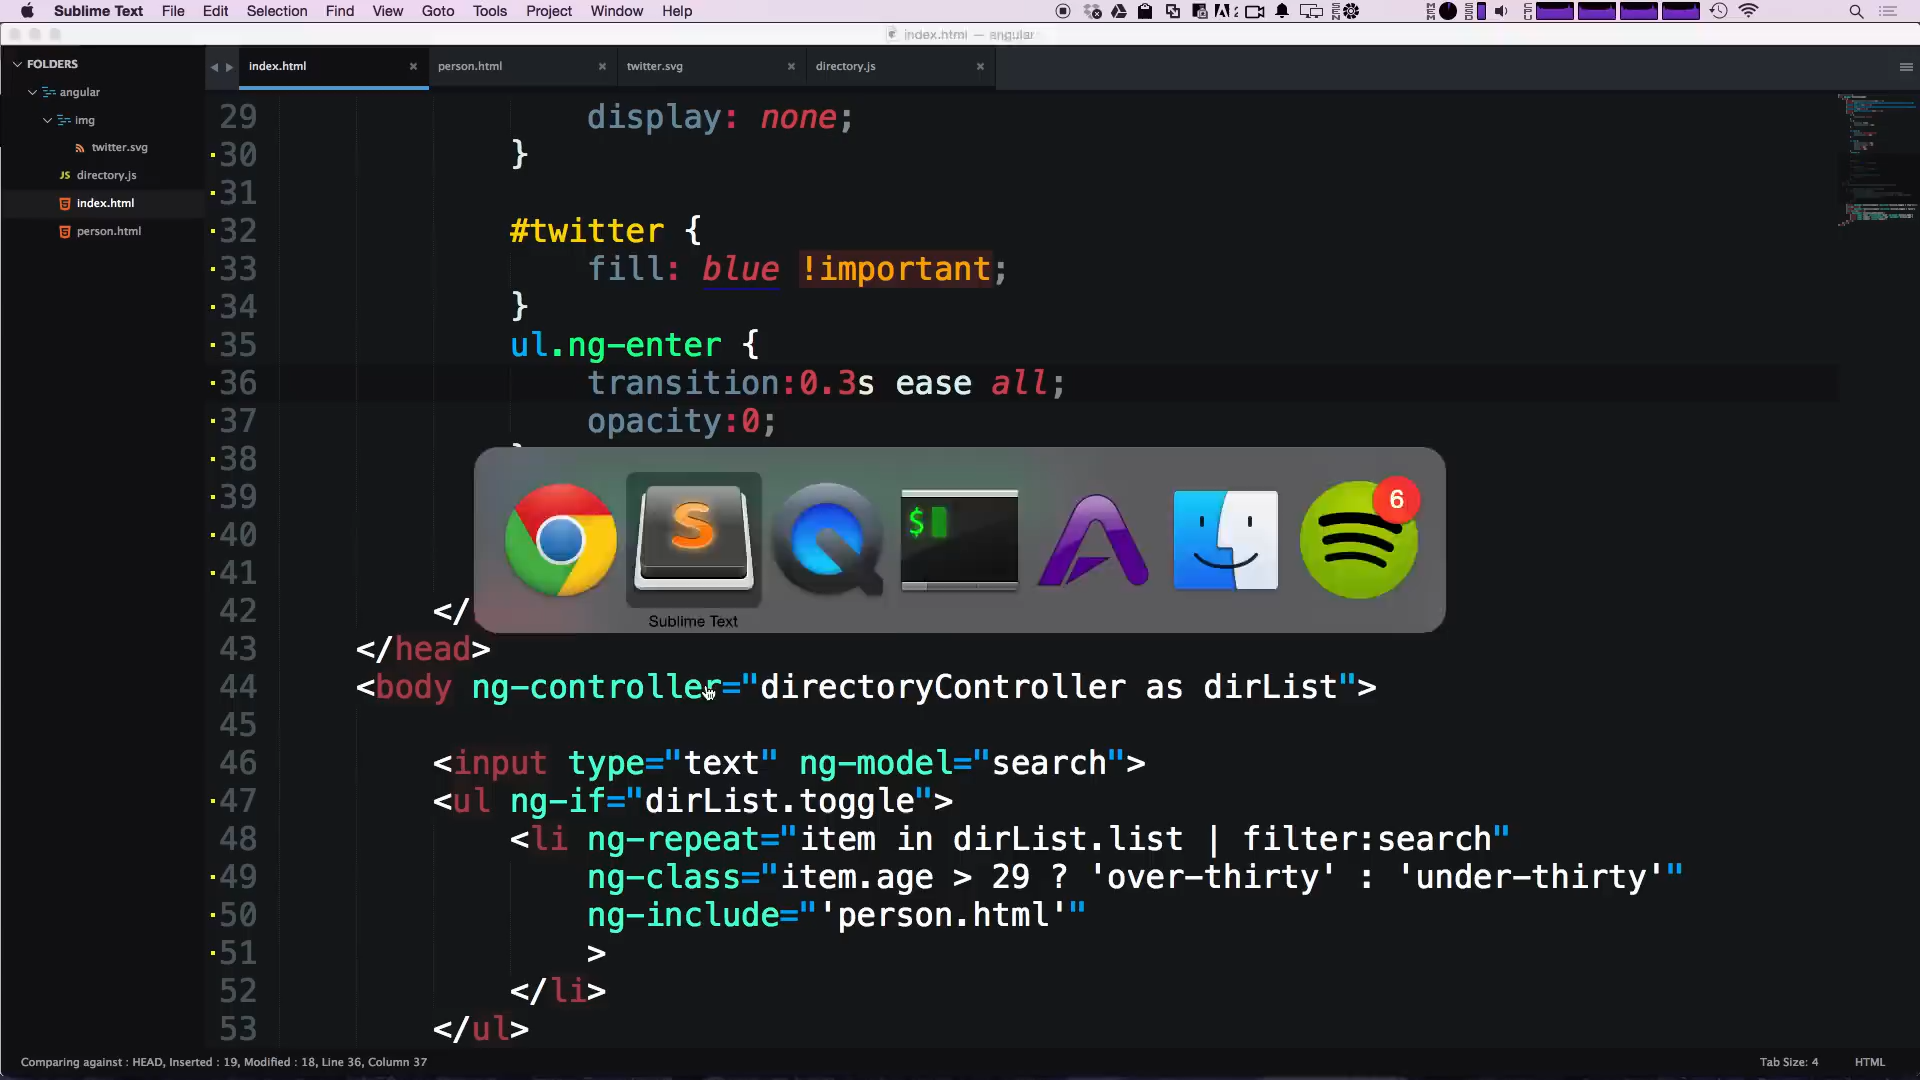 Sublime Text File Edit Selection Find View Goto Tools Project Window Help
index.html — angular
FOLDERS
angular
img
twitter.svg
directory.js
index.html
person.html
index.html person.html twitter.svg directory.js
29 display: none;
30 }
31
32 #twitter {
33 fill: blue !important;
34 }
35 ul.ng-enter {
36 transition:0.3s ease all;
37 opacity:0;
38
39
40
41
42 </
43 </head>
44 <body ng-controller="directoryController as dirList">
45
46 <input type="text" ng-model="search">
47 <ul ng-if="dirList.toggle">
48 <li ng-repeat="item in dirList.list | filter:search"
49 ng-class="item.age > 29 ? 'over-thirty' : 'under-thirty'"
50 ng-include="'person.html'"
51 >
52 </li>
53 </ul>
$
6
Sublime Text
Comparing against : HEAD, Inserted : 19, Modified : 18, Line 36, Column 37
Tab Size: 4 HTML